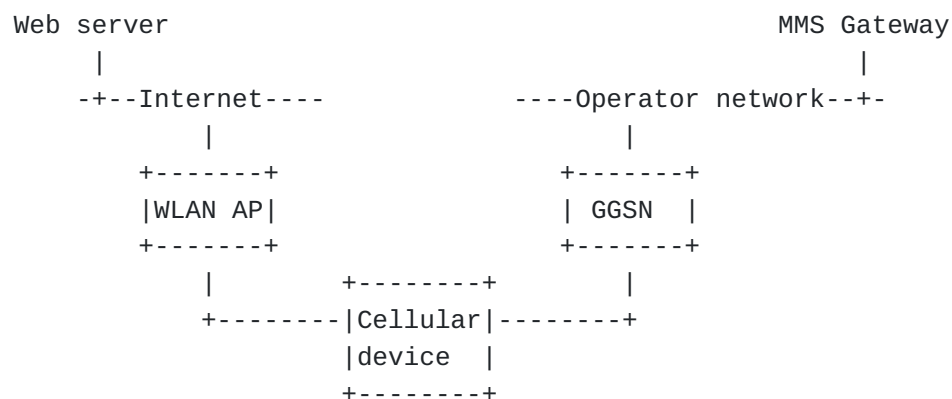 Web server MMS Gateway
| |
-+--Internet---- ----Operator network--+-
| |
+-------+ +-------+
|WLAN AP| | GGSN |
+-------+ +-------+
| +--------+ |
+--------|Cellular|--------+
|device |
+--------+